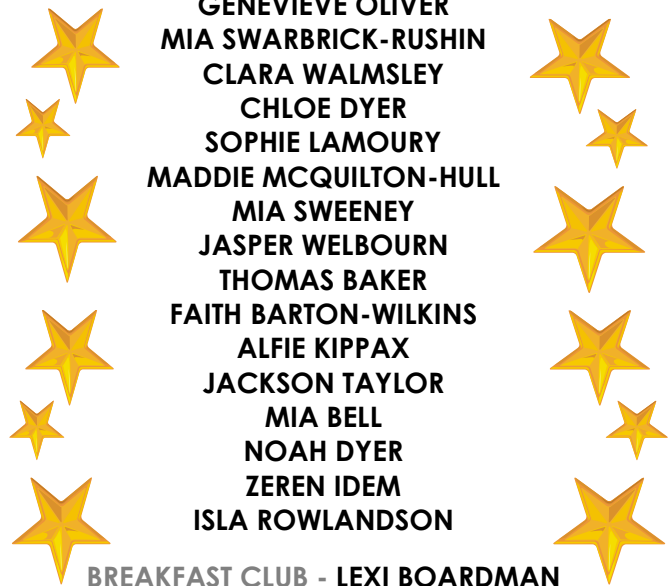 GENEVIEVE OLIVER
MIA SWARBRICK-RUSHIN
CLARA WALMSLEY
CHLOE DYER
SOPHIE LAMOURY
MADDIE MCQUILTON-HULL
MIA SWEENEY
JASPER WELBOURN
THOMAS BAKER
FAITH BARTON-WILKINS
ALFIE KIPPAX
JACKSON TAYLOR
MIA BELL
NOAH DYER
ZEREN IDEM
ISLA ROWLANDSON
BREAKFAST CLUB - LEXI BOARDMAN